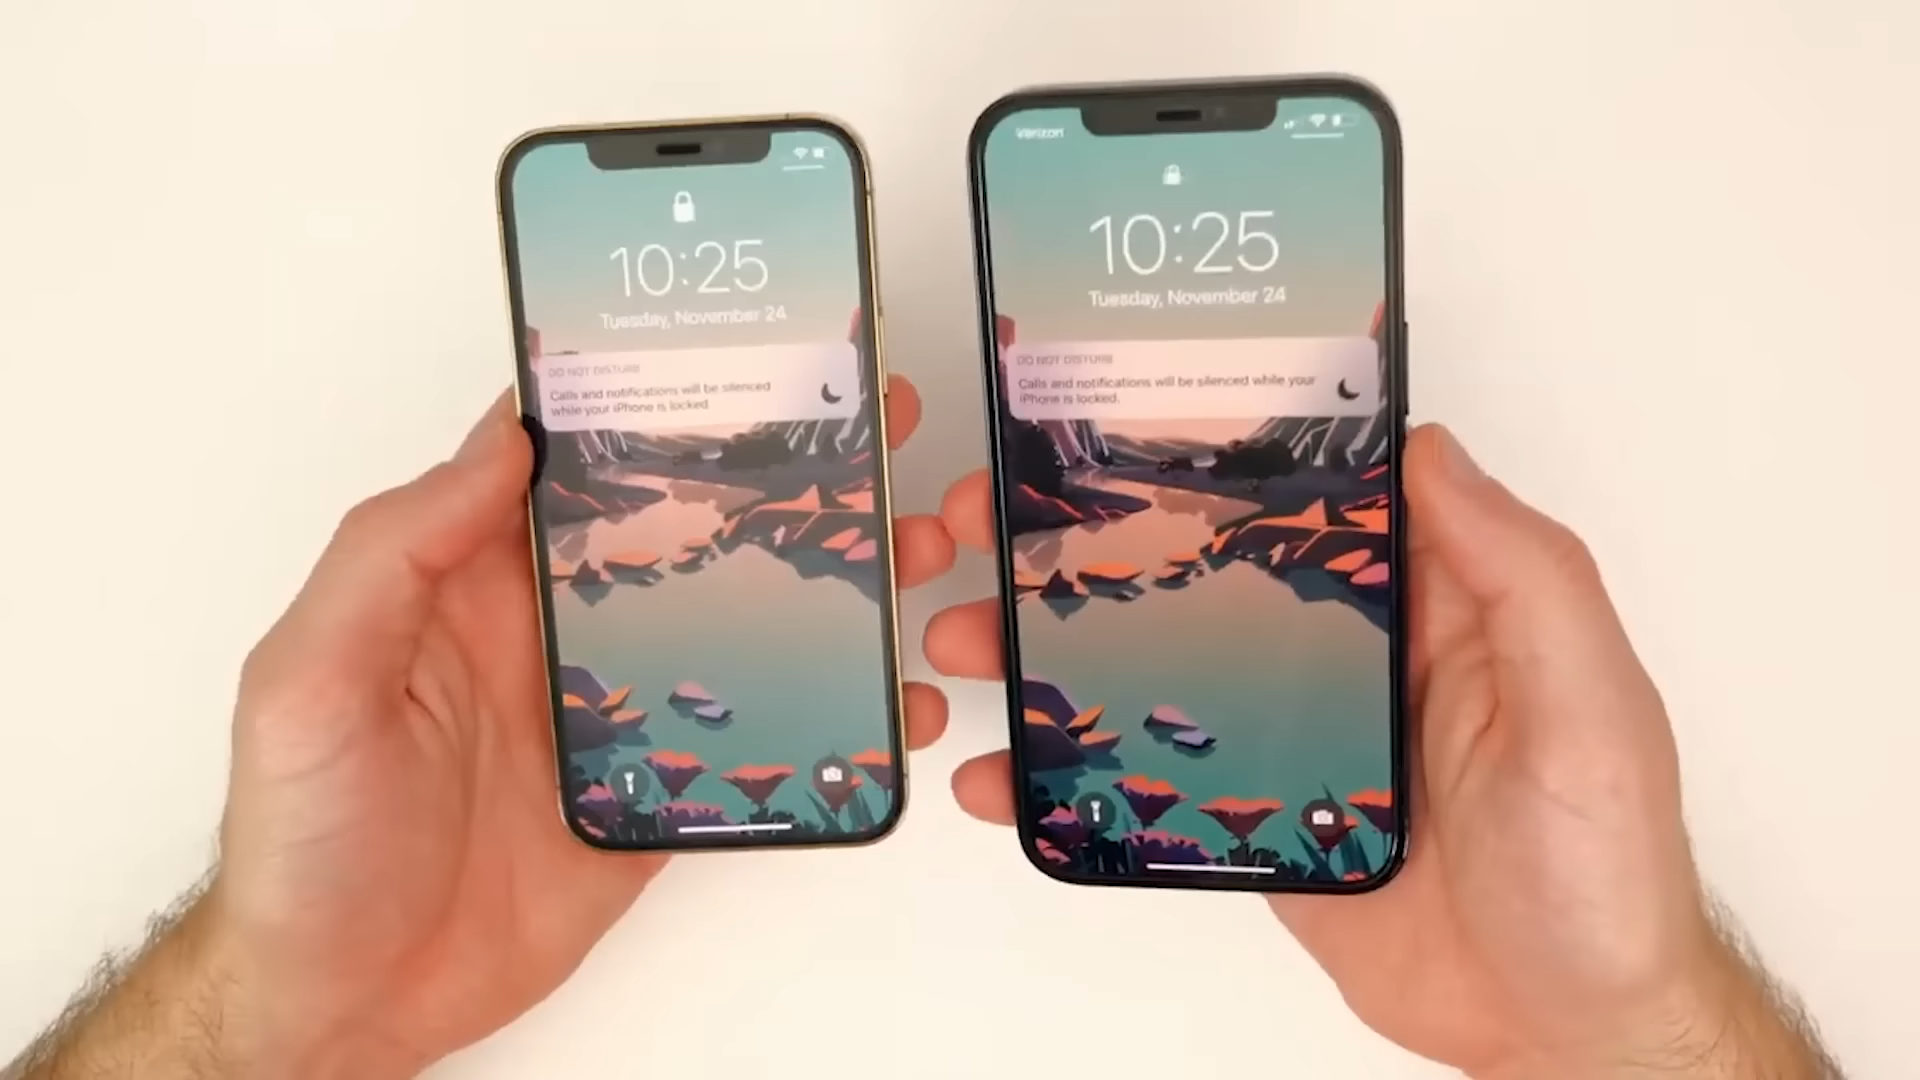 10:25
Tuesday, November 24
DO NOT DISTURB
Calls and notifications will be silenced
while your iPhone is locked.
verizon
10:25
Tuesday, November 24
DO NOT DISTURB
Calls and notifications will be silenced while your
iPhone is locked.